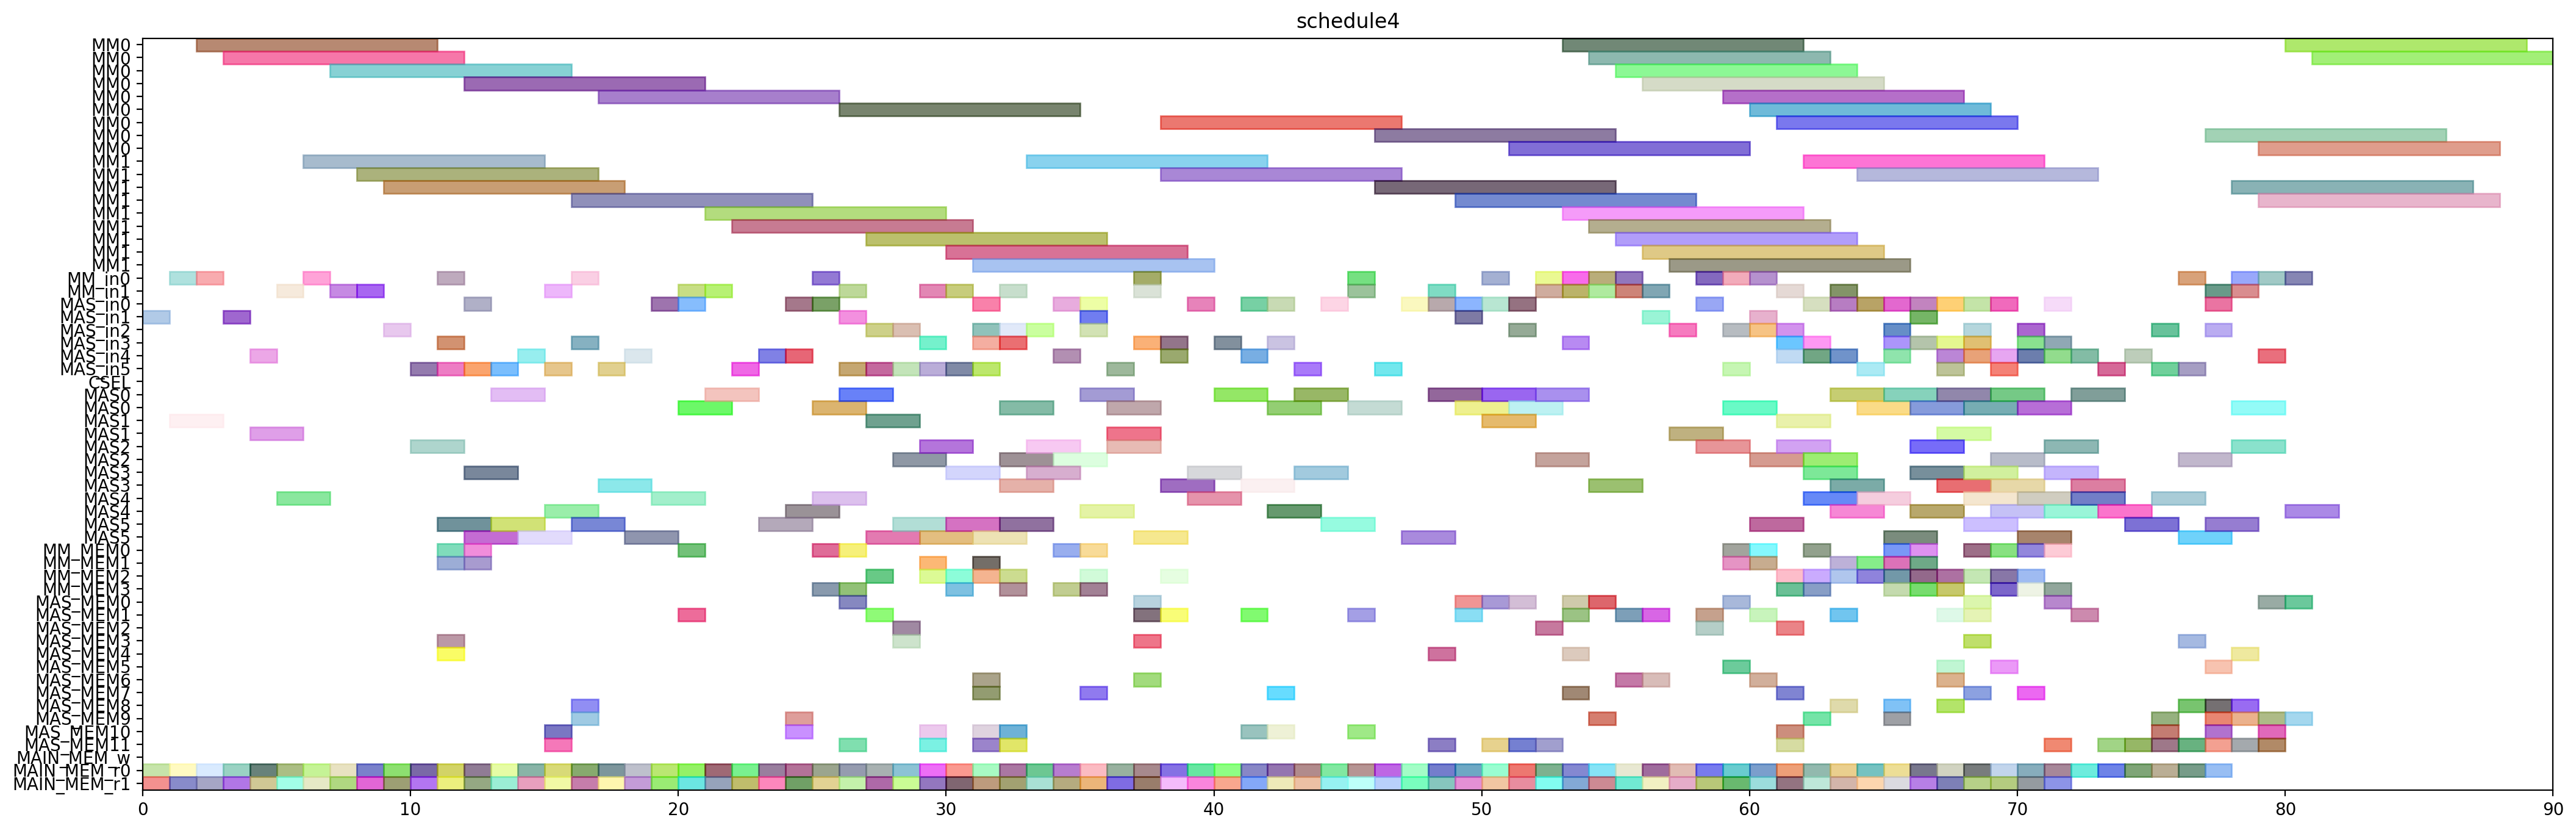 schedule4
MM0
MM0
MM0
MM0
MM0
MM0
MM0
MM0
MM0
MM1
MM1
MM1
MM1
MM1
MM1
MM1
MM1
MM1
MM_in0
MM_in1
MAS_in0
MAS_in1
MAS_in2
MAS_in3
MAS_in4
MAS_in5
CSEL
MAS0
MAS0
MAS1
MAS1
MAS2
MAS2
MAS3
MAS3
MAS4
MAS4
MAS5
MAS5
MM_MEM0
MM_MEM1
MM_MEM2
MM_MEM3
MAS_MEM0
MAS_MEM1
MAS_MEM2
MAS_MEM3
MAS_MEM4
MAS_MEM5
MAS_MEM6
MAS_MEM7
MAS_MEM8
MAS_MEM9
MAS_MEM10
MAS_MEM11
MAIN_MEM_w
MAIN_MEM_r0
MAIN_MEM_r1
0 10 20 30 40 50 60 70 80 90